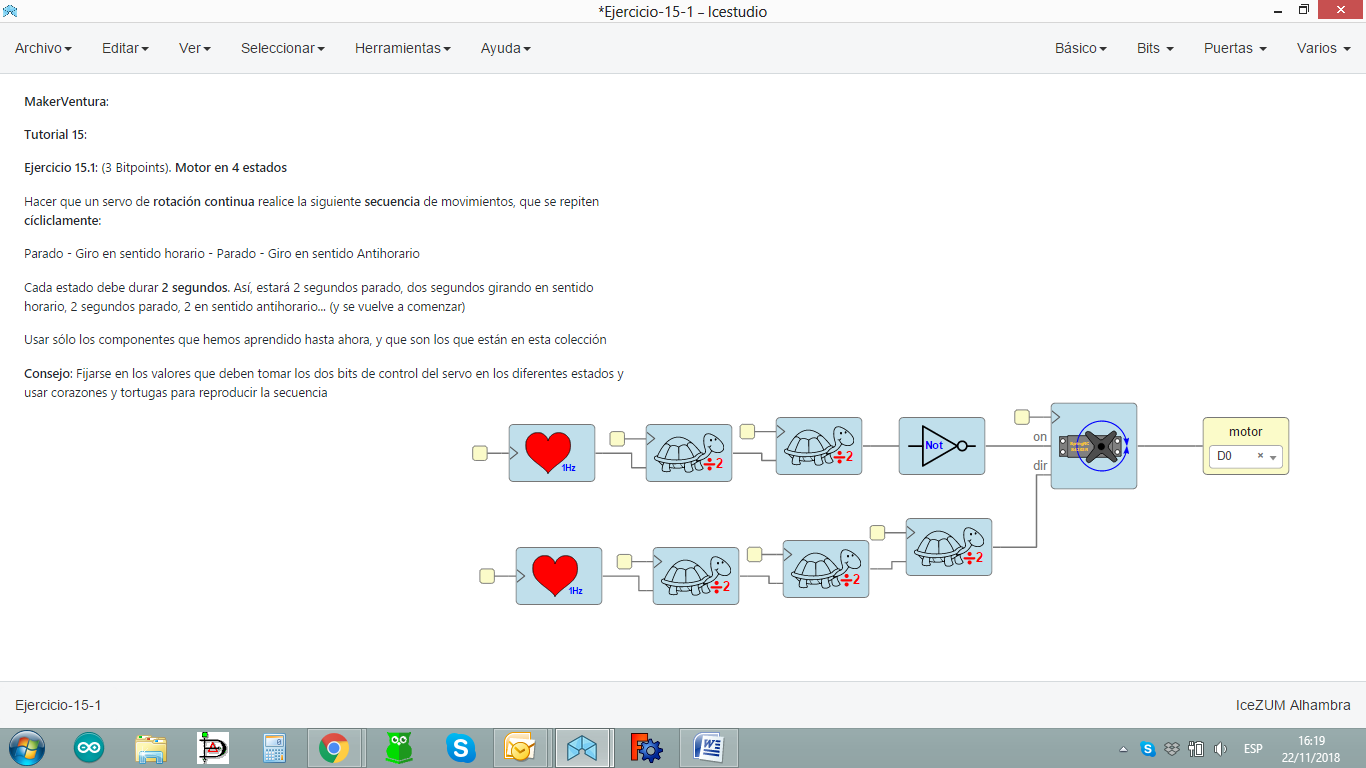 *Ejercicio-15-1 – Icestudio
Archivo Editar Ver Seleccionar Herramientas Ayuda Básico Bits Puertas Varios
MakerVentura:
Tutorial 15:
Ejercicio 15.1: (3 Bitpoints). Motor en 4 estados
Hacer que un servo de rotación continua realice la siguiente secuencia de movimientos, que se repiten
cícliclamente:
Parado - Giro en sentido horario - Parado - Giro en sentido Antihorario
Cada estado debe durar 2 segundos. Así, estará 2 segundos parado, dos segundos girando en sentido
horario, 2 segundos parado, 2 en sentido antihorario... (y se vuelve a comenzar)
Usar sólo los componentes que hemos aprendido hasta ahora, y que son los que están en esta colección
Consejo: Fijarse en los valores que deben tomar los dos bits de control del servo en los diferentes estados y
usar corazones y tortugas para reproducir la secuencia
motor
on
dir
D0
Not
1Hz
÷2
÷2
1Hz
÷2
÷2
÷2
Ejercicio-15-1
IceZUM Alhambra
ESP
16:19
22/11/2018